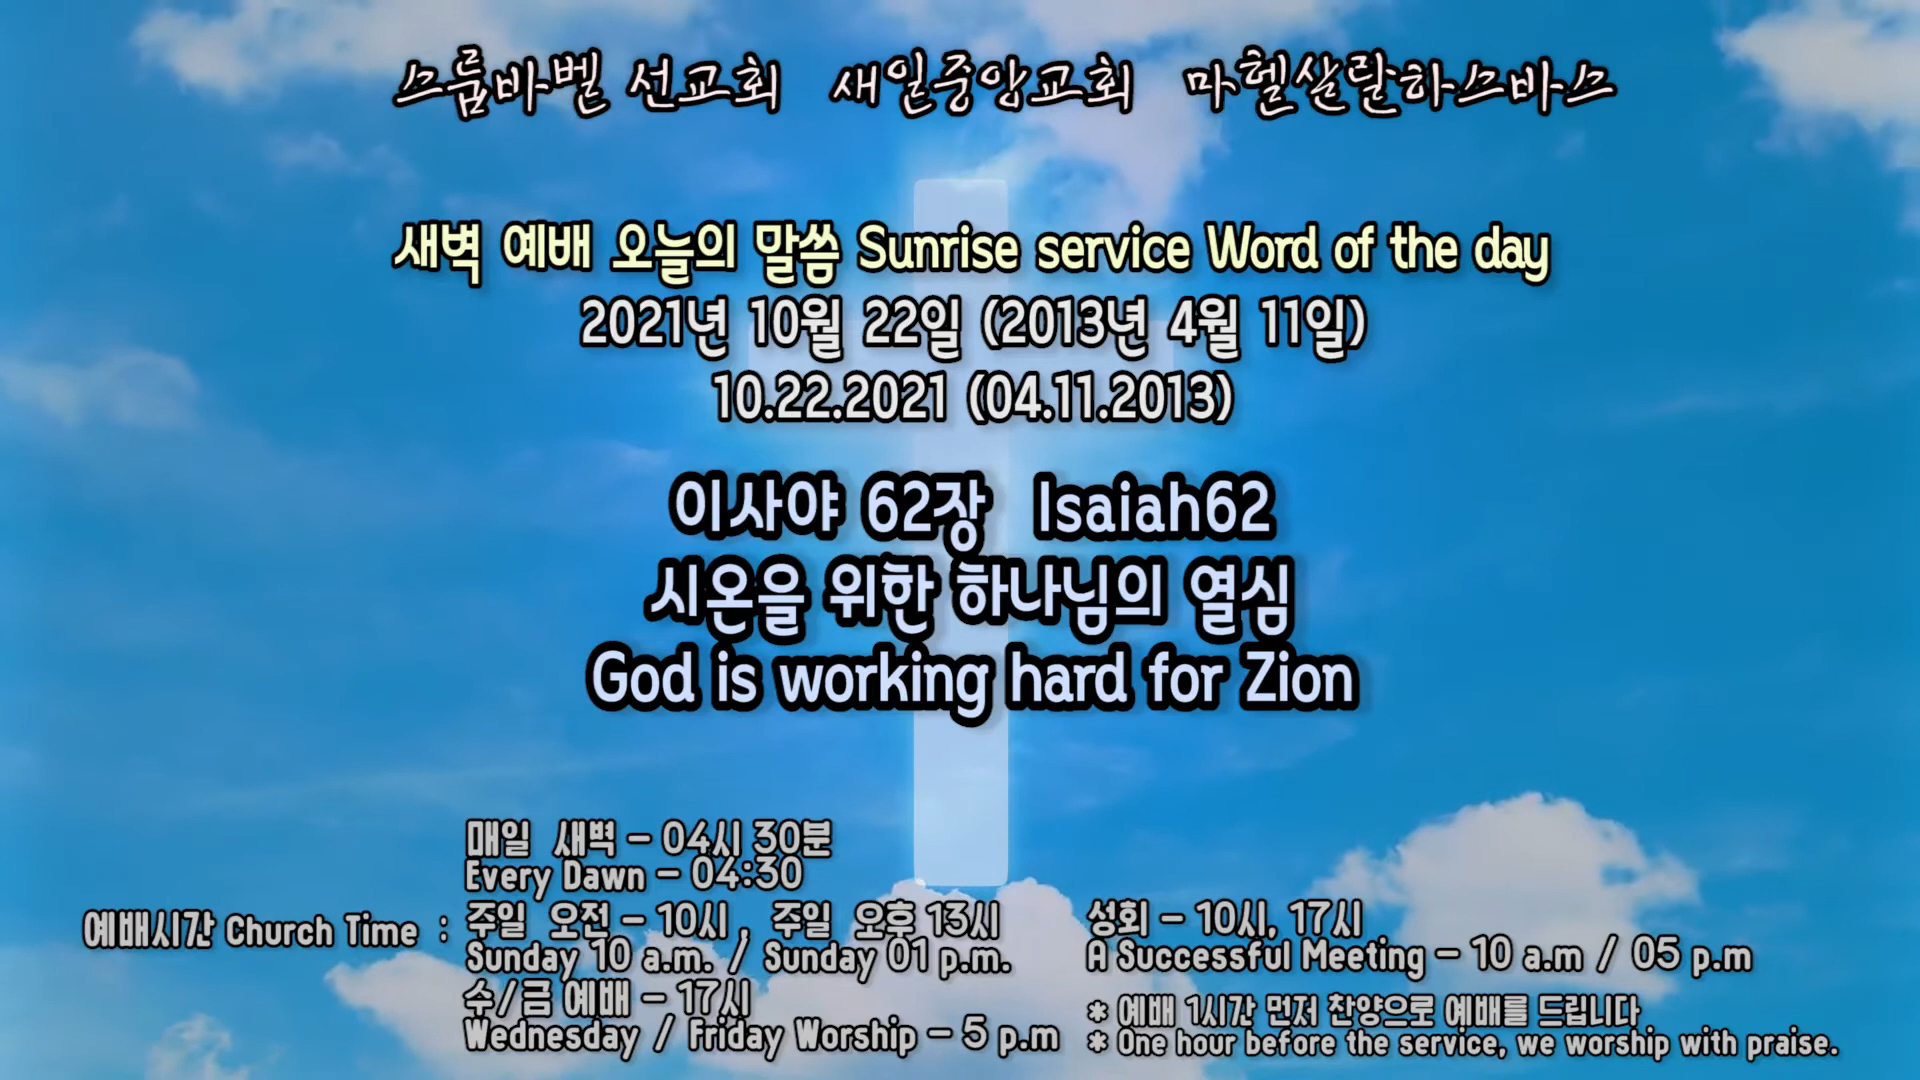 스룹바벨 선교회 새일중앙교회 마헬살랄하스바스
새벽 예배 오늘의 말씀 Sunrise service Word of the day
2021년 10월 22일 (2013년 4월 11일)
10.22.2021 (04.11.2013)
이사야 62장 Isaiah62
시온을 위한 하나님의 열심
God is working hard for Zion
예배시간 Church Time :
매일 새벽 - 04시 30분
Every Dawn - 04:30
주일 오전 - 10시 , 주일 오후 13시
Sunday 10 a.m. / Sunday 01 p.m.
수/금 예배 - 17시
Wednesday / Friday Worship - 5 p.m
성회 - 10시, 17시
A Successful Meeting - 10 a.m / 05 p.m
* 예배 1시간 먼저 찬양으로 예배를 드립니다
* One hour before the service, we worship with praise.